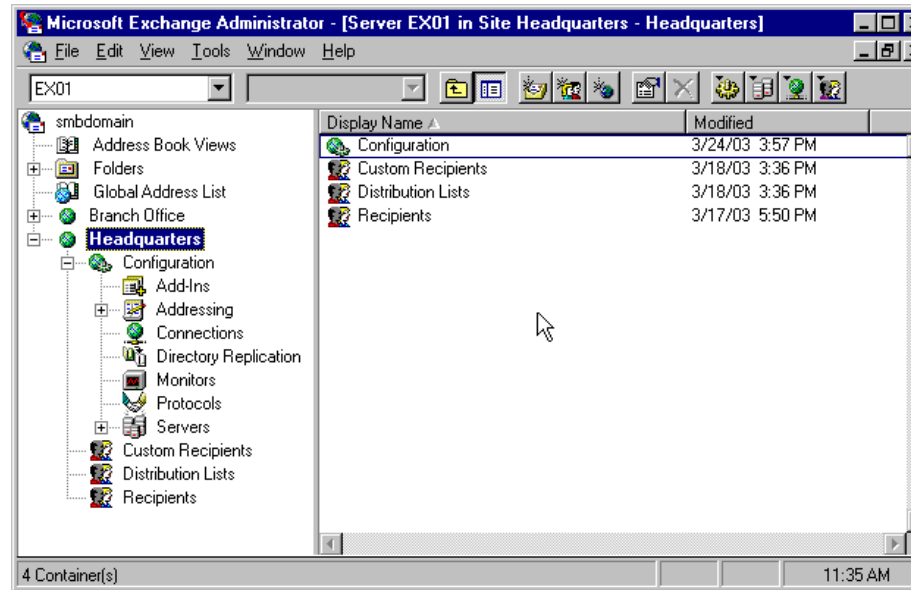 Microsoft Exchange Administrator - [Server EX01 in Site Headquarters - Headquarters]
File Edit View Tools Window Help
EX01
smbdomain
Address Book Views
Folders
Global Address List
Branch Office
Headquarters
Configuration
Add-Ins
Addressing
Connections
Directory Replication
Monitors
Protocols
Servers
Custom Recipients
Distribution Lists
Recipients
Display Name Modified
Configuration 3/24/03 3:57 PM
Custom Recipients 3/18/03 3:36 PM
Distribution Lists 3/18/03 3:36 PM
Recipients 3/17/03 5:50 PM
4 Container(s) 11:35 AM